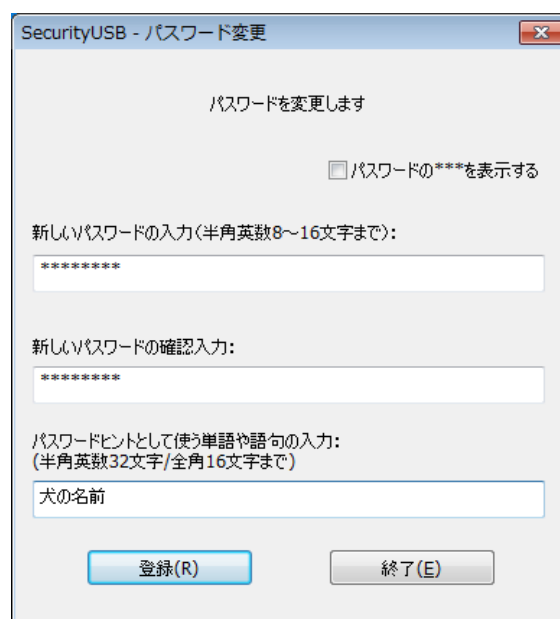 SecurityUSB - パスワード変更
パスワードを変更します
パスワードの***を表示する
新しいパスワードの入力(半角英数8～16文字まで):
********
新しいパスワードの確認入力:
********
パスワードヒントとして使う単語や語句の入力:
(半角英数32文字/全角16文字まで)
犬の名前
登録(R)
終了(E)